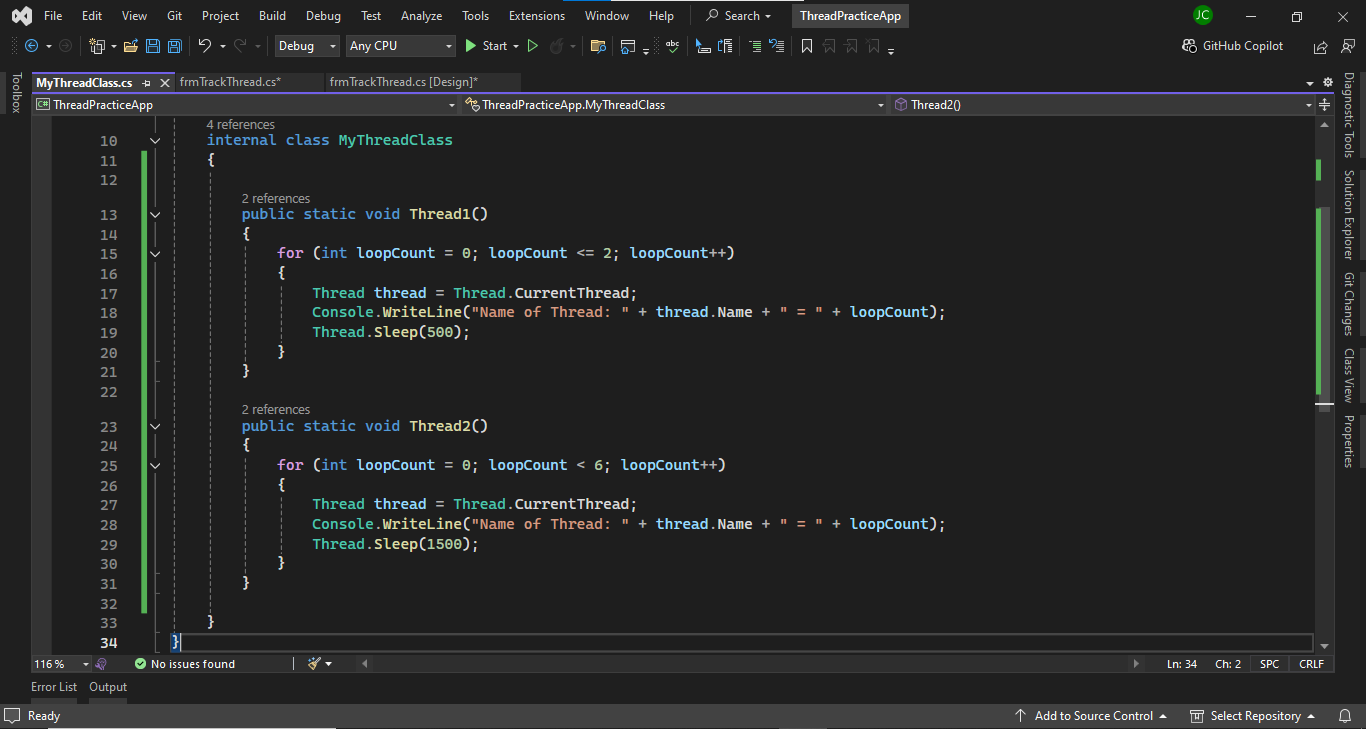 File Edit View Git Project Build Debug Test Analyze Tools Extensions Window Help Search ThreadPracticeApp JC
Debug Any CPU Start GitHub Copilot
MyThreadClass.cs frmTrackThread.cs* frmTrackThread.cs [Design]*
C# ThreadPracticeApp ThreadPracticeApp.MyThreadClass Thread2()
Toolbox
4 references
10 internal class MyThreadClass
11 {
12
2 references
13 public static void Thread1()
14 {
15 for (int loopCount = 0; loopCount <= 2; loopCount++)
16 {
17 Thread thread = Thread.CurrentThread;
18 Console.WriteLine("Name of Thread: " + thread.Name + " = " + loopCount);
19 Thread.Sleep(500);
20 }
21 }
22
2 references
23 public static void Thread2()
24 {
25 for (int loopCount = 0; loopCount < 6; loopCount++)
26 {
27 Thread thread = Thread.CurrentThread;
28 Console.WriteLine("Name of Thread: " + thread.Name + " = " + loopCount);
29 Thread.Sleep(1500);
30 }
31 }
32
33 }
34 }
Diagnostic Tools
Solution Explorer
Git Changes
Class View
Properties
116 % No issues found Ln: 34 Ch: 2 SPC CRLF
Error List Output
Ready Add to Source Control Select Repository